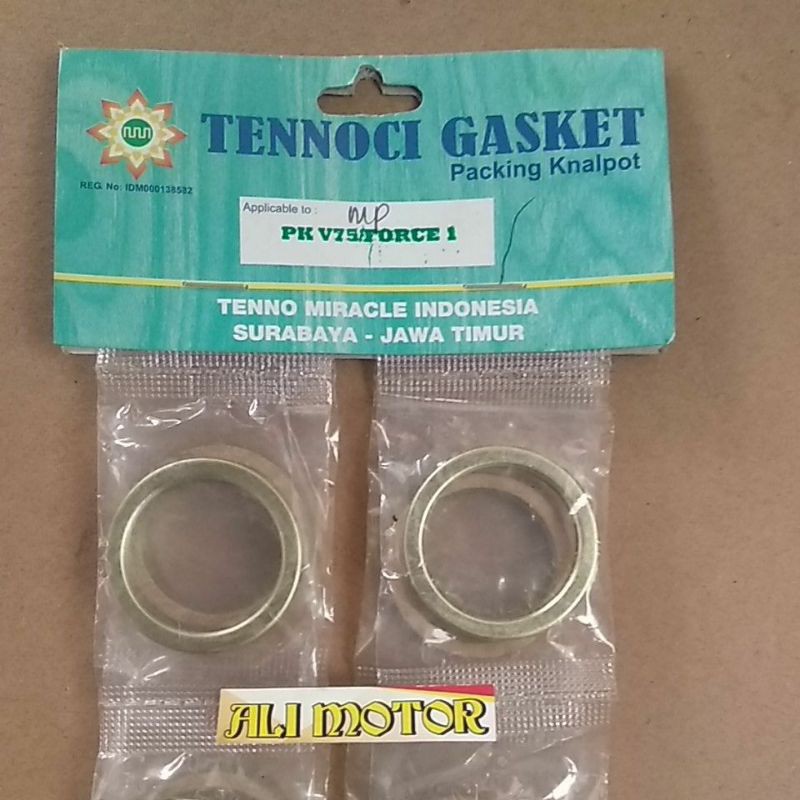 TENNOCI GASKET
Packing Knalpot
REG. No: IDM000138582
Applicable to :
MP
PK V75/FORCE 1
TENNO MIRACLE INDONESIA
SURABAYA - JAWA TIMUR
ALI MOTOR